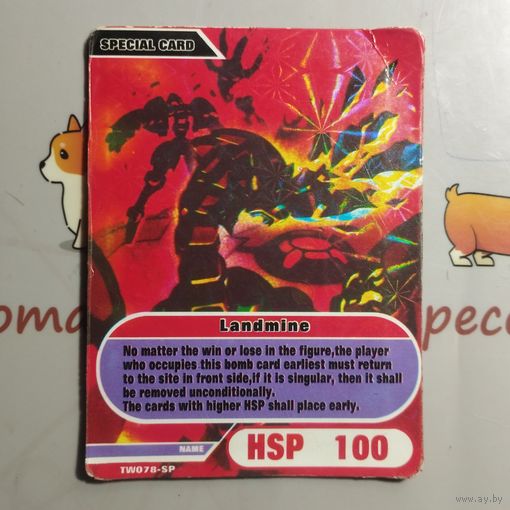 SPECIAL CARD
ома ресс
Landmine
No matter the win or lose in the figure,the player
who occupies this bomb card earliest must return
to the site in front side,if it is singular, then it shall
be removed unconditionally.
The cards with higher HSP shall place early.
NAME
HSP 100
TW078-SP
www.ay.by